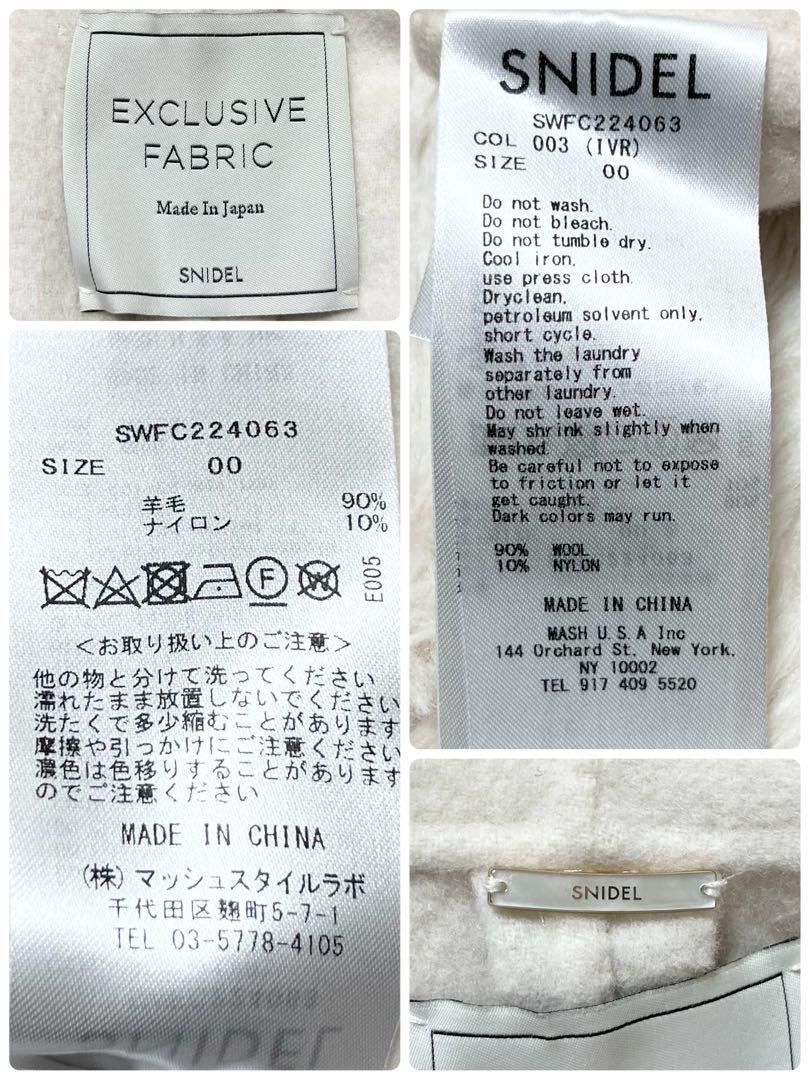 EXCLUSIVE
FABRIC
Made In Japan
SNIDEL
SNIDEL
SWFC224063
COL 003 (IVR)
SIZE 00
Do not wash.
Do not bleach.
Do not tumble dry.
Cool iron.
use press cloth.
Dryclean,
petroleum solvent only,
short cycle.
Wash the laundry
separately from
other laundry.
Do not leave wet.
May shrink slightly when
washed.
Be careful not to expose
to friction or let it
get caught.
Dark colors may run.
90% WOOL
10% NYLON
MADE IN CHINA
MASH U.S.A Inc
144 Orchard St. New York,
NY 10002
TEL 917 409 5520
SWFC224063
SIZE 00
羊毛 90%
ナイロン 10%
F
W
E005
<お取り扱い上のご注意>
他の物と分けて洗ってください
濡れたまま放置しないでください
洗たくで多少縮むことがあります
摩擦や引っかけにご注意ください
濃色は色移りすることがあります
のでご注意ください
MADE IN CHINA
(株)マッシュスタイルラボ
千代田区麹町5-7-1
TEL 03-5778-4105
SNIDEL